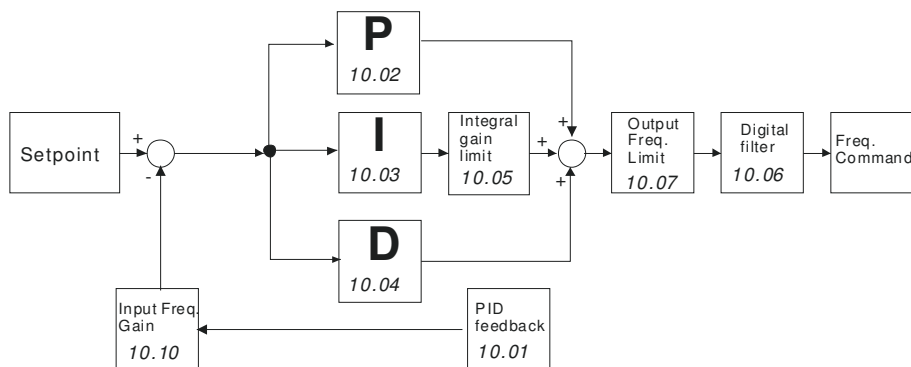 P
10.02
+
Setpoint
-
I
10.03
Integral
gain
limit
10.05
+
+
+
Output
Freq.
Limit
10.07
Digital
filter
10.06
Freq.
Command
D
10.04
Input Freq.
Gain
10.10
PID
feedback
10.01